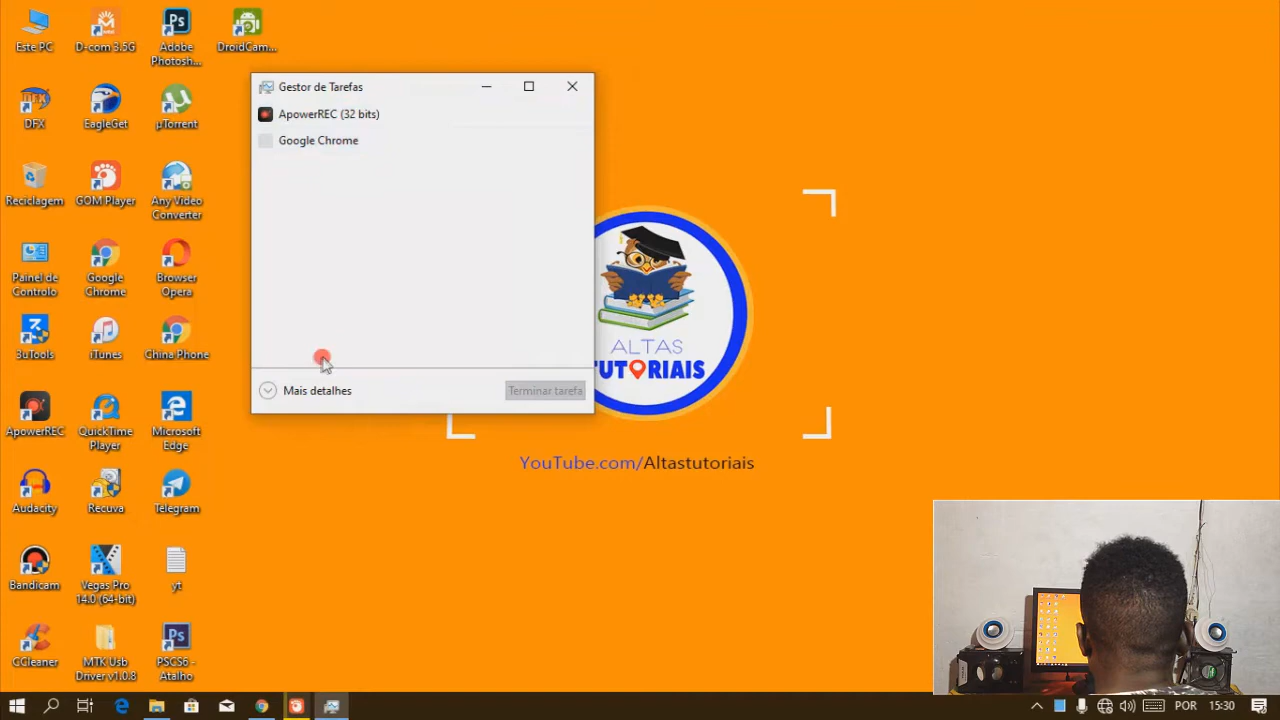 Este PC
D-com 3.5G
Adobe
Photosh...
DroidCam...
Gestor de Tarefas
ApowerREC (32 bits)
Google Chrome
Mais detalhes
Terminar tarefa
DFX
EagleGet
µTorrent
Reciclagem
GOM Player
Any Video
Converter
Painel de
Controlo
Google
Chrome
Browser
Opera
3uTools
iTunes
China Phone
ApowerREC
QuickTime
Player
Microsoft
Edge
Audacity
Recuva
Telegram
Bandicam
Vegas Pro
14.0 (64-bit)
yt
CCleaner
MTK Usb
Driver v1.0.8
PSCS6 -
Atalho
ALTAS
TUTORIAIS
YouTube.com/Altastutoriais
POR
15:30